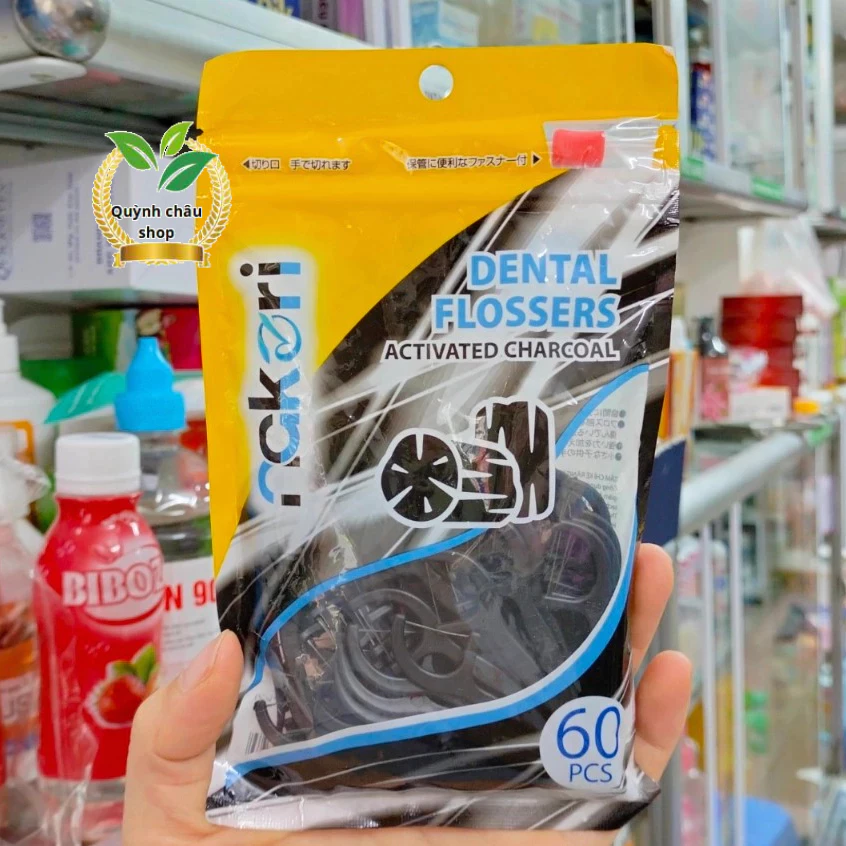 Quỳnh châu
shop
◀切り口 手で切れます
保管に便利なファスナー付▶
nakori
DENTAL
FLOSSERS
ACTIVATED CHARCOAL
60
PCS
BIBO
N 90